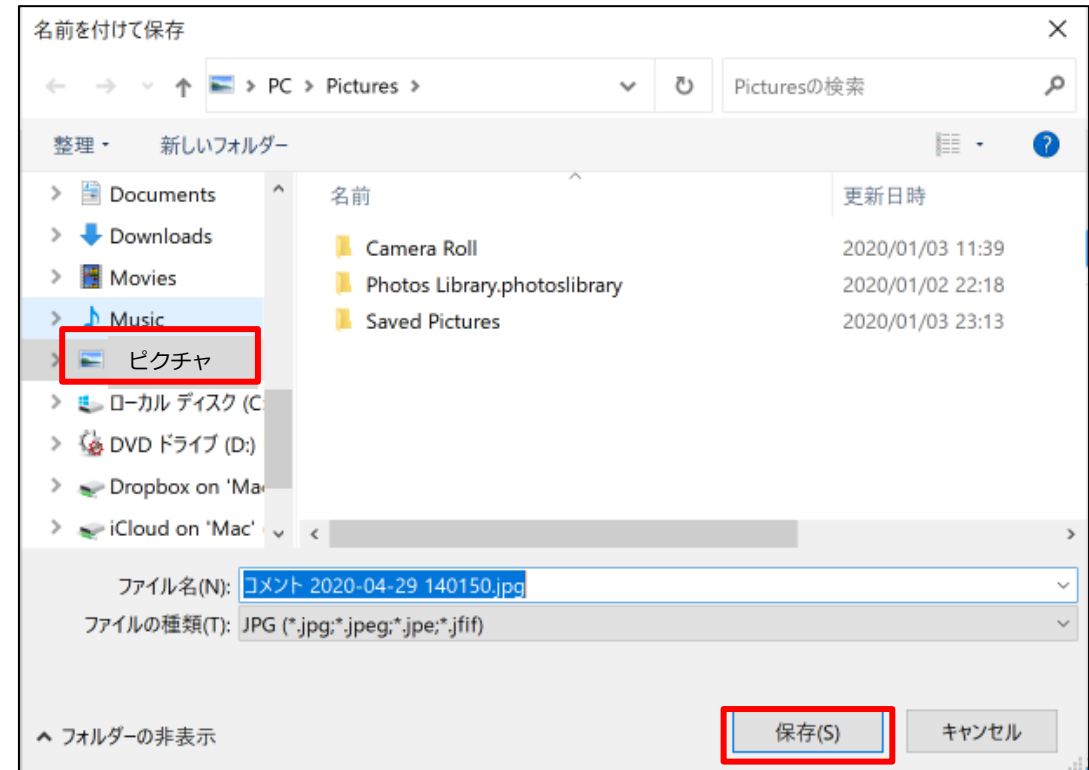 名前を付けて保存
PC > Pictures >
Picturesの検索
整理
新しいフォルダー
?
名前
更新日時
Documents
Downloads
Movies
Music
ピクチャ
ローカル ディスク (C:
DVD ドライブ (D:)
Dropbox on 'Ma
iCloud on 'Mac'
Camera Roll 2020/01/03 11:39
Photos Library.photoslibrary 2020/01/02 22:18
Saved Pictures 2020/01/03 23:13
ファイル名(N): コメント 2020-04-29 140150.jpg
ファイルの種類(T): JPG (*.jpg;*.jpeg;*.jpe;*.jfif)
フォルダーの非表示
保存(S)
キャンセル